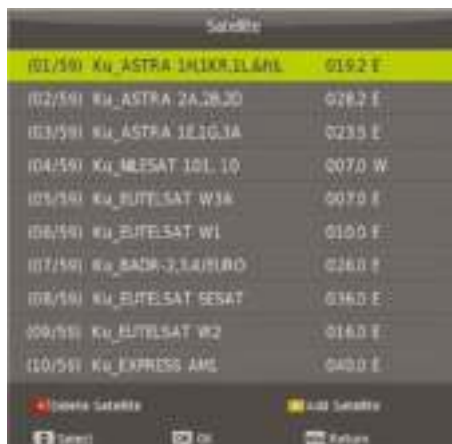 Satellite
(01/59) Ku_ASTRA 1H,1KR,1L,&ML 019.2 E
(02/59) Ku_ASTRA 2A,2B,2D 028.2 E
(03/59) Ku_ASTRA 1E,1G,3A 023.5 E
(04/59) Ku_NILESAT 101, 10 007.0 W
(05/59) Ku_EUTELSAT W3A 007.0 E
(06/59) Ku_EUTELSAT W1 010.0 E
(07/59) Ku_BADR-2,3,4/EURO 026.0 E
(08/59) Ku_EUTELSAT SESAT 036.0 E
(09/59) Ku_EUTELSAT W2 016.0 E
(10/59) Ku_EXPRESS AM1 040.0 E
Delete Satellite Add Satellite
Select OK OK Return